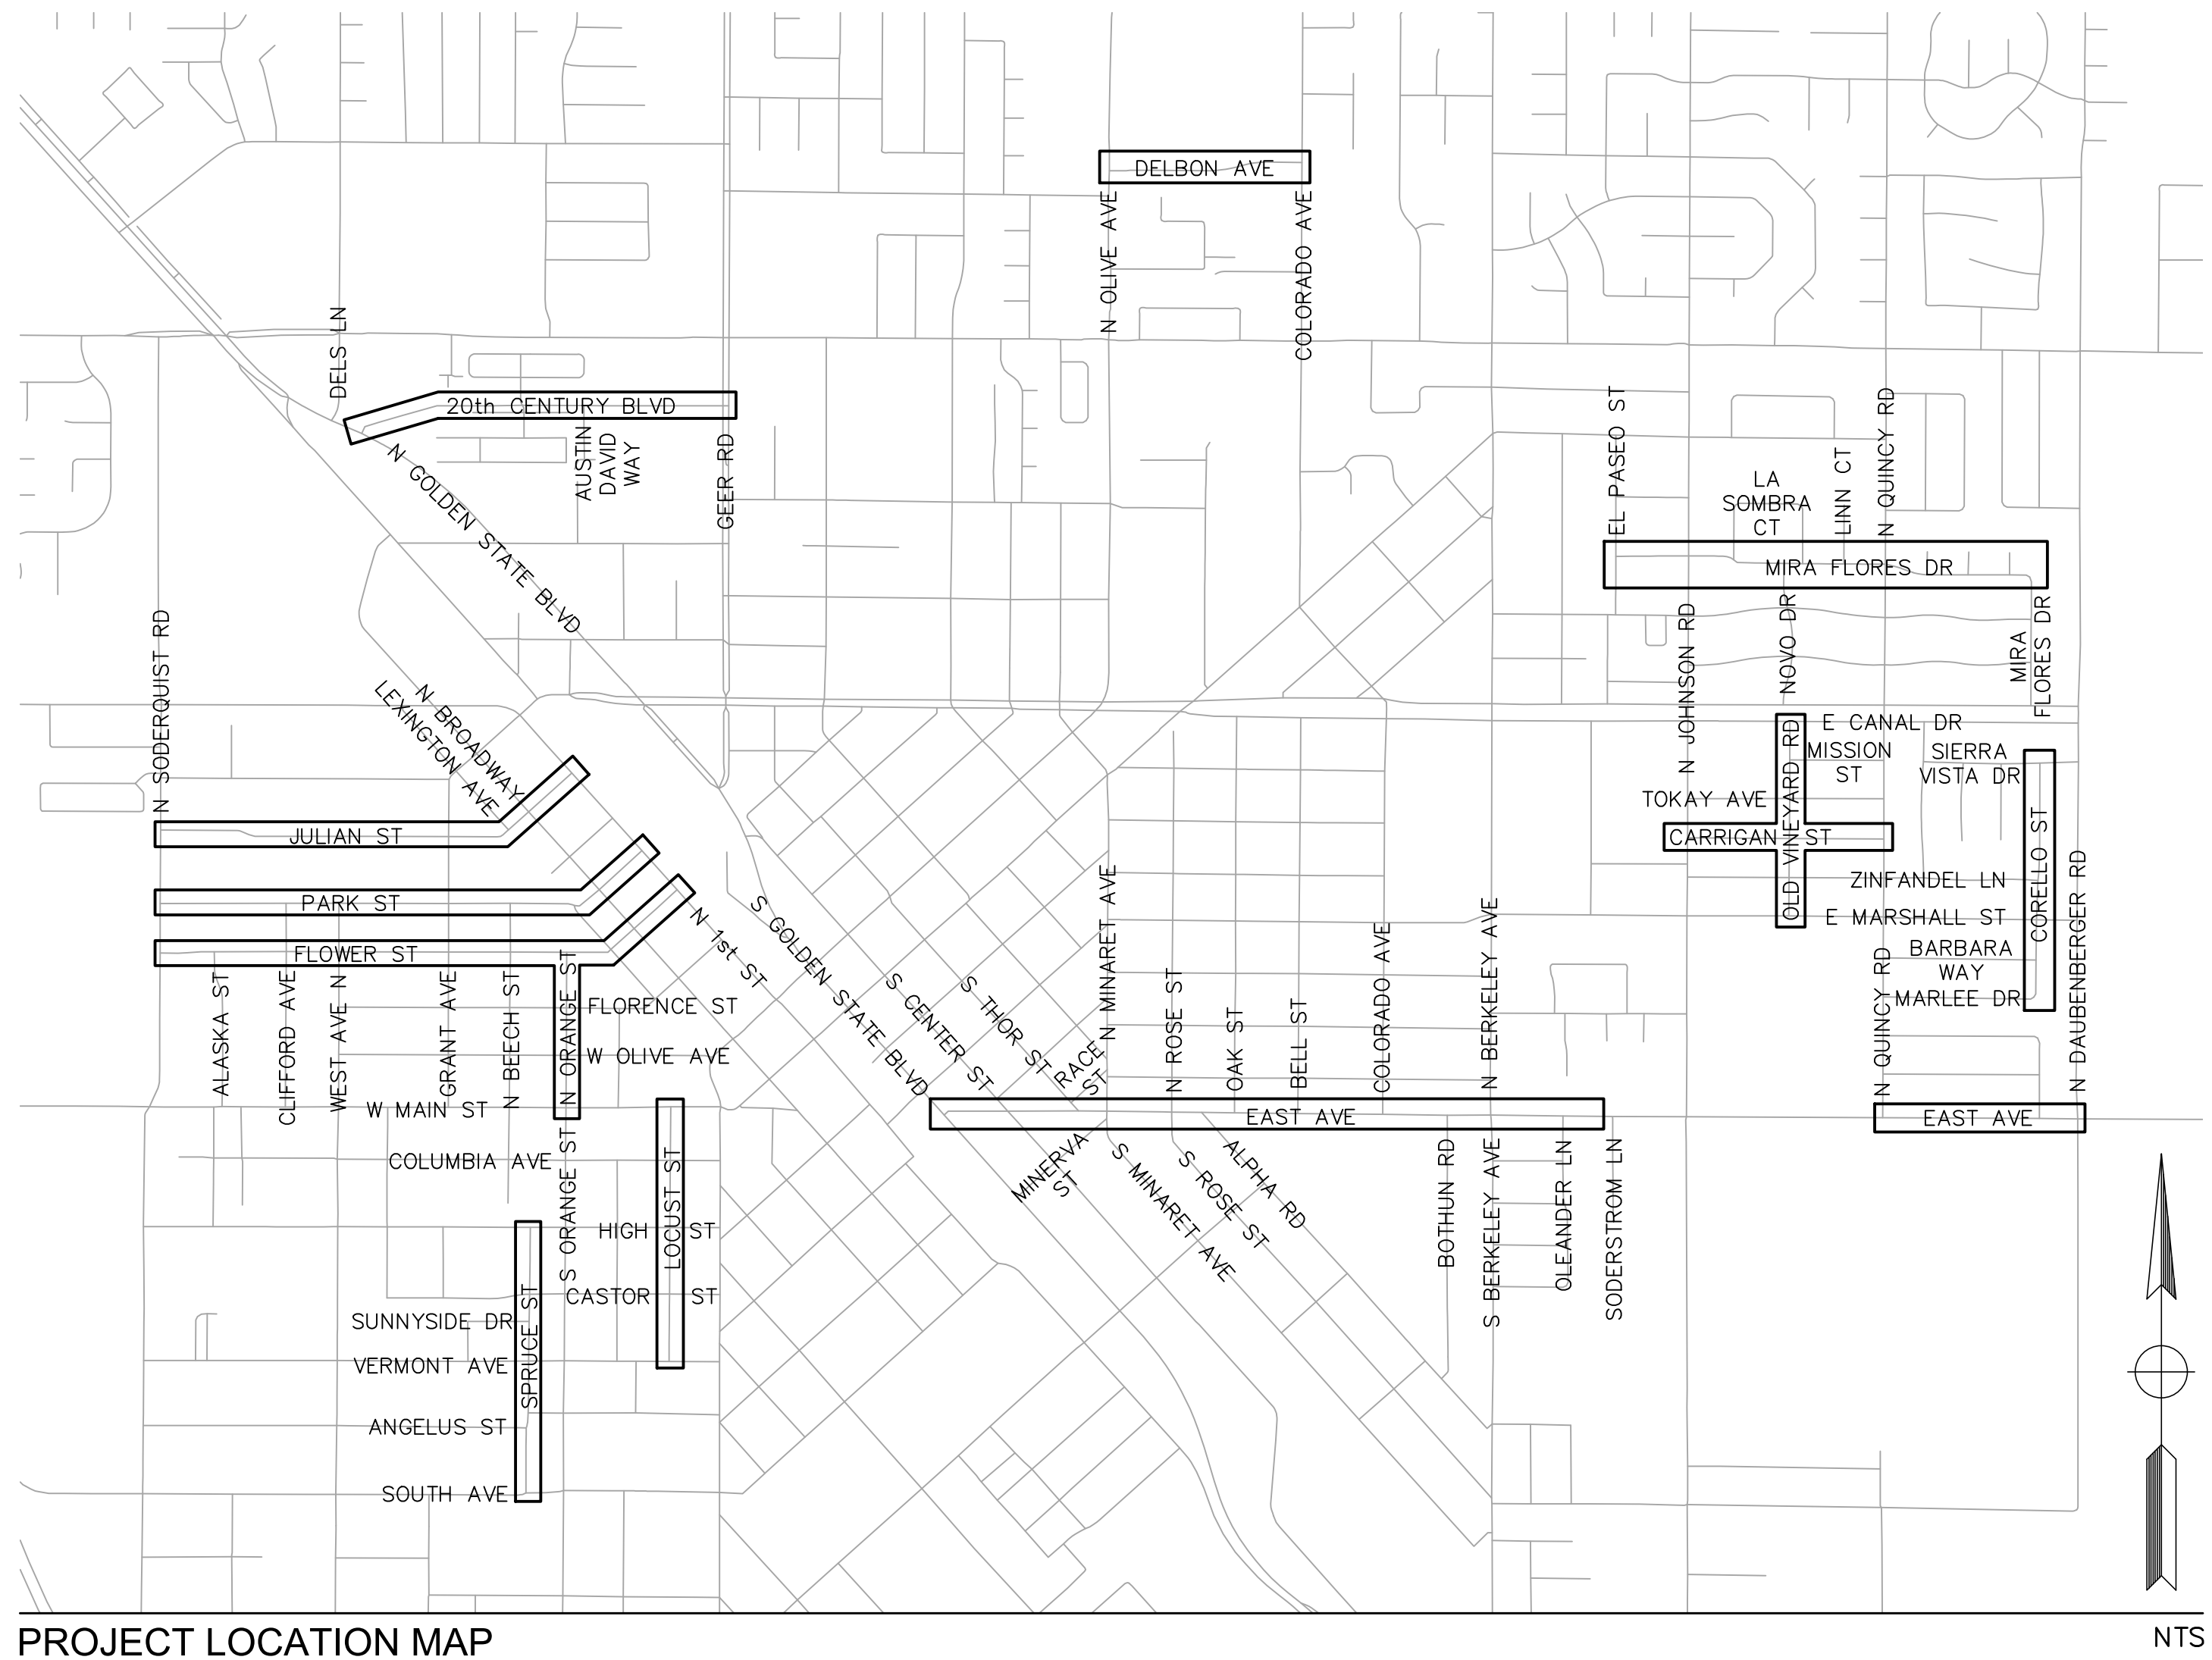 DELBON AVE
N OLIVE AVE
COLORADO AVE
DELS LN
20th CENTURY BLVD
N GOLDEN STATE BLVD
AUSTIN
DAVID
WAY
GEER RD
EL PASEO ST
LA
SOMBRA
CT
LINN CT
N QUINCY RD
MIRA FLORES DR
N SODERQUIST RD
N JOHNSON RD
NOVO DR
MIRA
FLORES DR
N BROADWAY
LEXINGTON AVE
E CANAL DR
OLD VINEYARD RD
MISSION
ST
SIERRA
VISTA DR
TOKAY AVE
CARRIGAN ST
CORELLO ST
JULIAN ST
ZINFANDEL LN
E MARSHALL ST
BARBARA
WAY
MARLEE DR
N QUINCY RD
N DAUBENBERGER RD
PARK ST
FLOWER ST
N 1st ST
S GOLDEN STATE BLVD
S CENTER ST
S THOR ST
RACE
ST
N MINARET AVE
N ROSE ST
OAK ST
BELL ST
COLORADO AVE
N BERKELEY AVE
ALASKA ST
CLIFFORD AVE
WEST AVE N
GRANT AVE
N BEECH ST
N ORANGE ST
FLORENCE ST
W OLIVE AVE
W MAIN ST
EAST AVE
EAST AVE
COLUMBIA AVE
S ORANGE ST
LOCUST ST
HIGH ST
CASTOR ST
MINERVA
ST
S MINARET AVE
S ROSE ST
ALPHA RD
BOTHUN RD
S BERKELEY AVE
OLEANDER LN
SODERSTROM LN
SUNNYSIDE DR
SPRUCE ST
VERMONT AVE
ANGELUS ST
SOUTH AVE
PROJECT LOCATION MAP
NTS